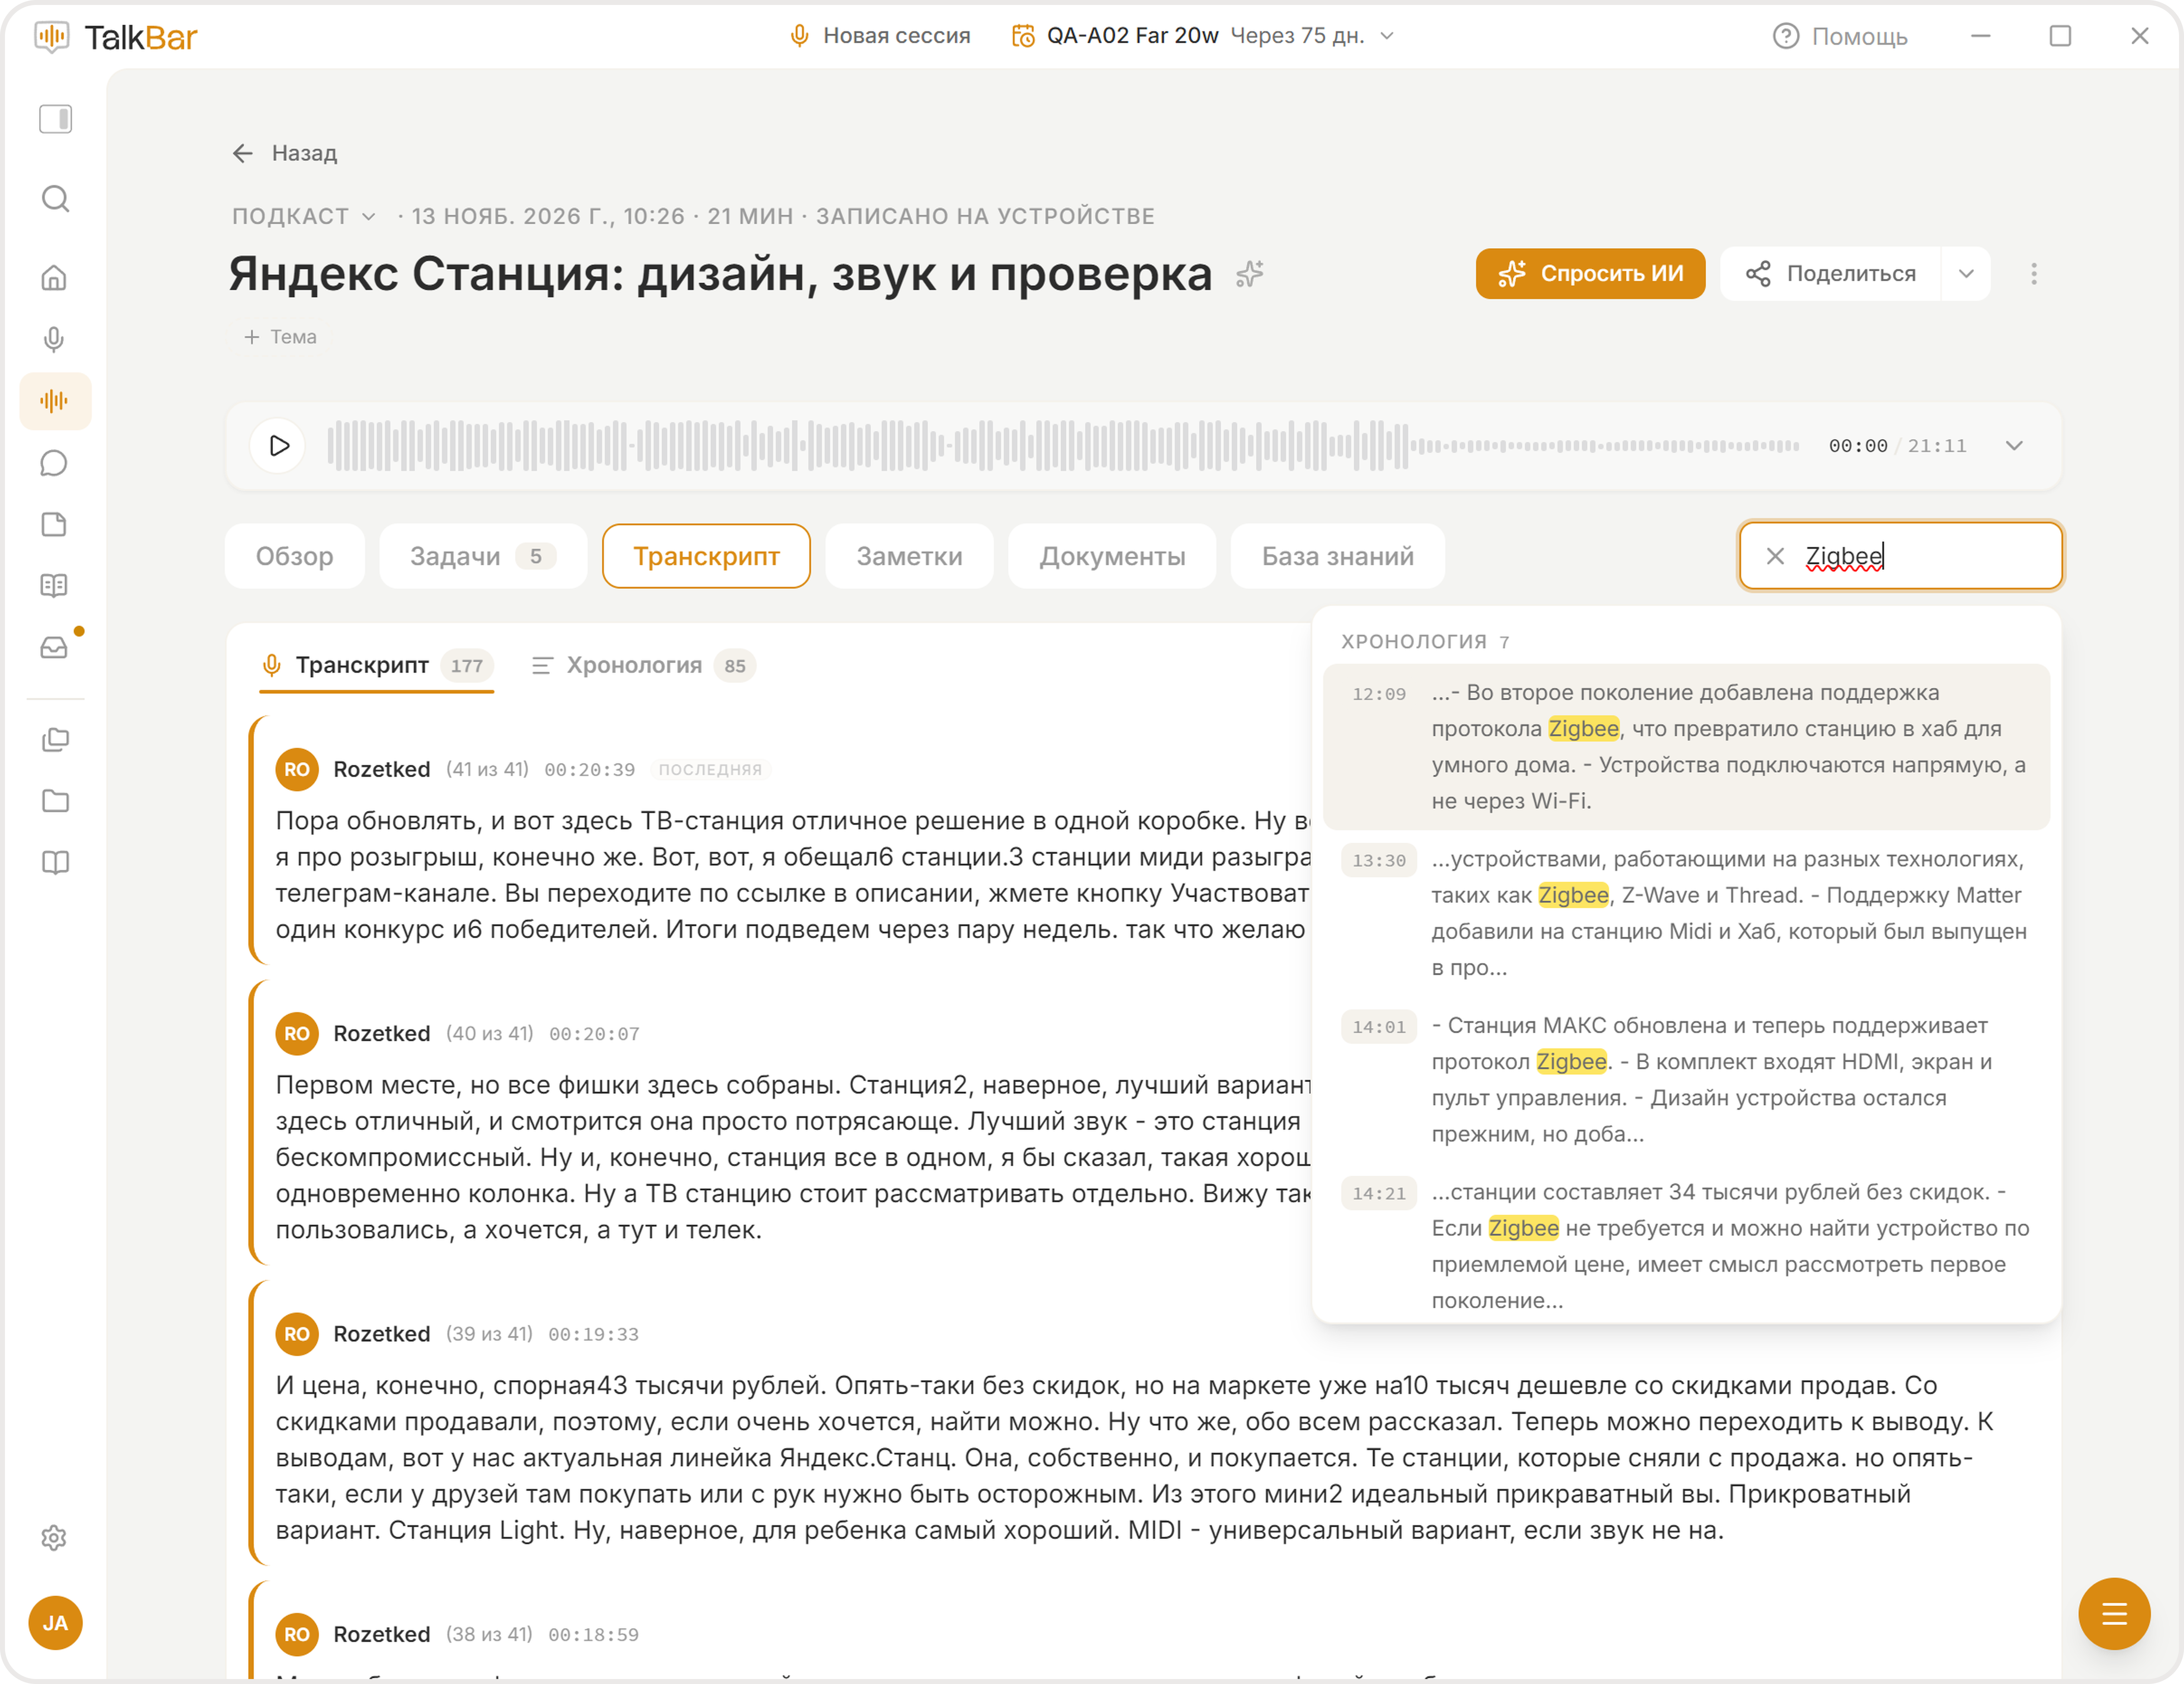 TalkBar
Новая сессия
QA-A02 Far 20w Через 75 дн.
Помощь
Назад
ПОДКАСТ · 13 НОЯБ. 2026 Г., 10:26 · 21 МИН · ЗАПИСАНО НА УСТРОЙСТВЕ
Яндекс Станция: дизайн, звук и проверка
Спросить ИИ
Поделиться
+ Тема
00:00 / 21:11
Обзор
Задачи 5
Транскрипт
Заметки
Документы
База знаний
Zigbee
Транскрипт 177
Хронология 85
RO Rozetked (41 из 41) 00:20:39 ПОСЛЕДНЯЯ
Пора обновлять, и вот здесь ТВ-станция отличное решение в одной коробке. Ну
я про розыгрыш, конечно же. Вот, вот, я обещал6 станции.3 станции миди разыгра
телеграм-канале. Вы переходите по ссылке в описании, жмете кнопку Участвоват
один конкурс и6 победителей. Итоги подведем через пару недель. так что желаю
RO Rozetked (40 из 41) 00:20:07
Первом месте, но все фишки здесь собраны. Станция2, наверное, лучший вариант
здесь отличный, и смотрится она просто потрясающе. Лучший звук - это станция
бескомпромиссный. Ну и, конечно, станция все в одном, я бы сказал, такая хорош
одновременно колонка. Ну а ТВ станцию стоит рассматривать отдельно. Вижу так
пользовались, а хочется, а тут и телек.
RO Rozetked (39 из 41) 00:19:33
И цена, конечно, спорная43 тысячи рублей. Опять-таки без скидок, но на маркете уже на10 тысяч дешевле со скидками продав. Со
скидками продавали, поэтому, если очень хочется, найти можно. Ну что же, обо всем рассказал. Теперь можно переходить к выводу. К
выводам, вот у нас актуальная линейка Яндекс.Станц. Она, собственно, и покупается. Те станции, которые сняли с продажа. но опять-
таки, если у друзей там покупать или с рук нужно быть осторожным. Из этого мини2 идеальный прикраватный вы. Прикроватный
вариант. Станция Light. Ну, наверное, для ребенка самый хороший. MIDI - универсальный вариант, если звук не на.
RO Rozetked (38 из 41) 00:18:59
ХРОНОЛОГИЯ 7
12:09 ...- Во второе поколение добавлена поддержка
протокола Zigbee, что превратило станцию в хаб для
умного дома. - Устройства подключаются напрямую, а
не через Wi-Fi.
13:30 ...устройствами, работающими на разных технологиях,
таких как Zigbee, Z-Wave и Thread. - Поддержку Matter
добавили на станцию Midi и Хаб, который был выпущен
в про...
14:01 - Станция МАКС обновлена и теперь поддерживает
протокол Zigbee. - В комплект входят HDMI, экран и
пульт управления. - Дизайн устройства остался
прежним, но доба...
14:21 ...станции составляет 34 тысячи рублей без скидок. -
Если Zigbee не требуется и можно найти устройство по
приемлемой цене, имеет смысл рассмотреть первое
поколение...
JA